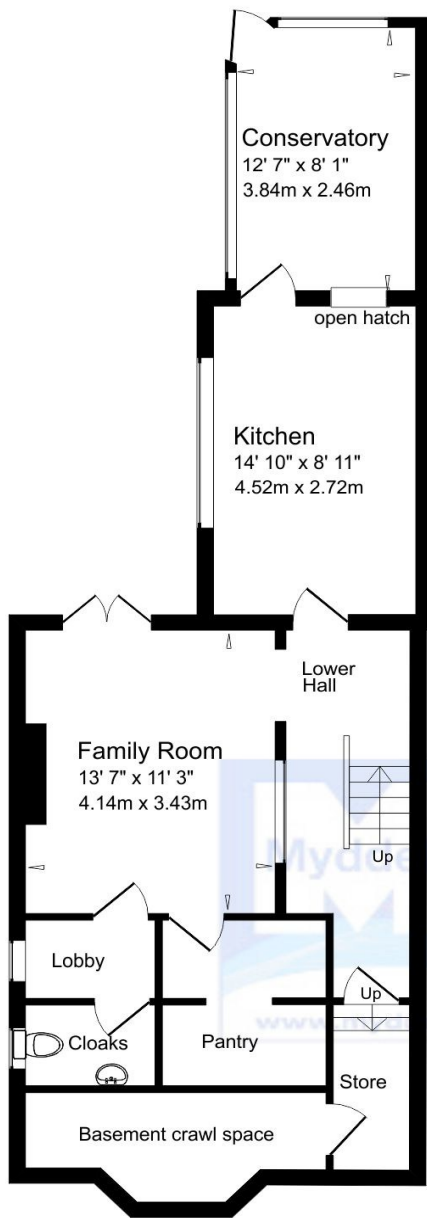 Conservatory
12' 7" x 8' 1"
3.84m x 2.46m
open hatch
Kitchen
14' 10" x 8' 11"
4.52m x 2.72m
Lower
Hall
Family Room
13' 7" x 11' 3"
4.14m x 3.43m
Up
Lobby
Up
Cloaks
Pantry
Store
Basement crawl space